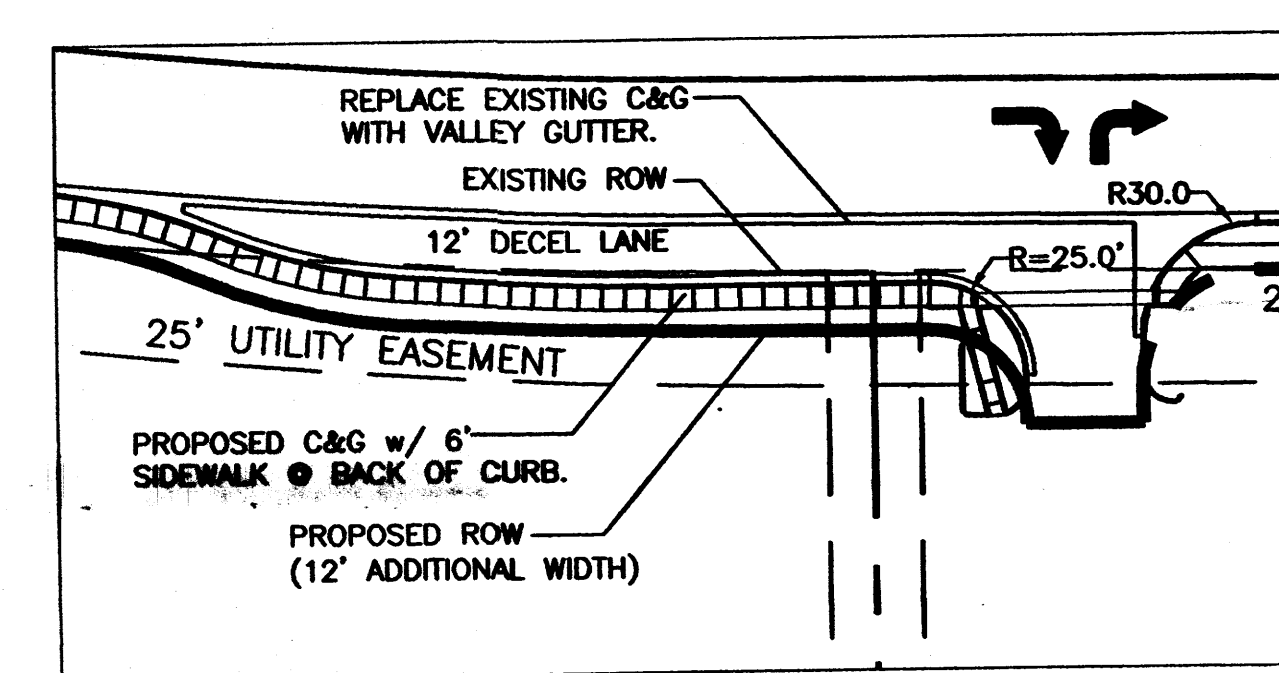 REPLACE EXISTING C&G
WITH VALLEY GUTTER.
EXISTING ROW
R30.0
12' DECEL LANE
R=25.0'
2
25' UTILITY EASEMENT
PROPOSED C&G w/ 6'
SIDEWALK @ BACK OF CURB.
PROPOSED ROW
(12' ADDITIONAL WIDTH)